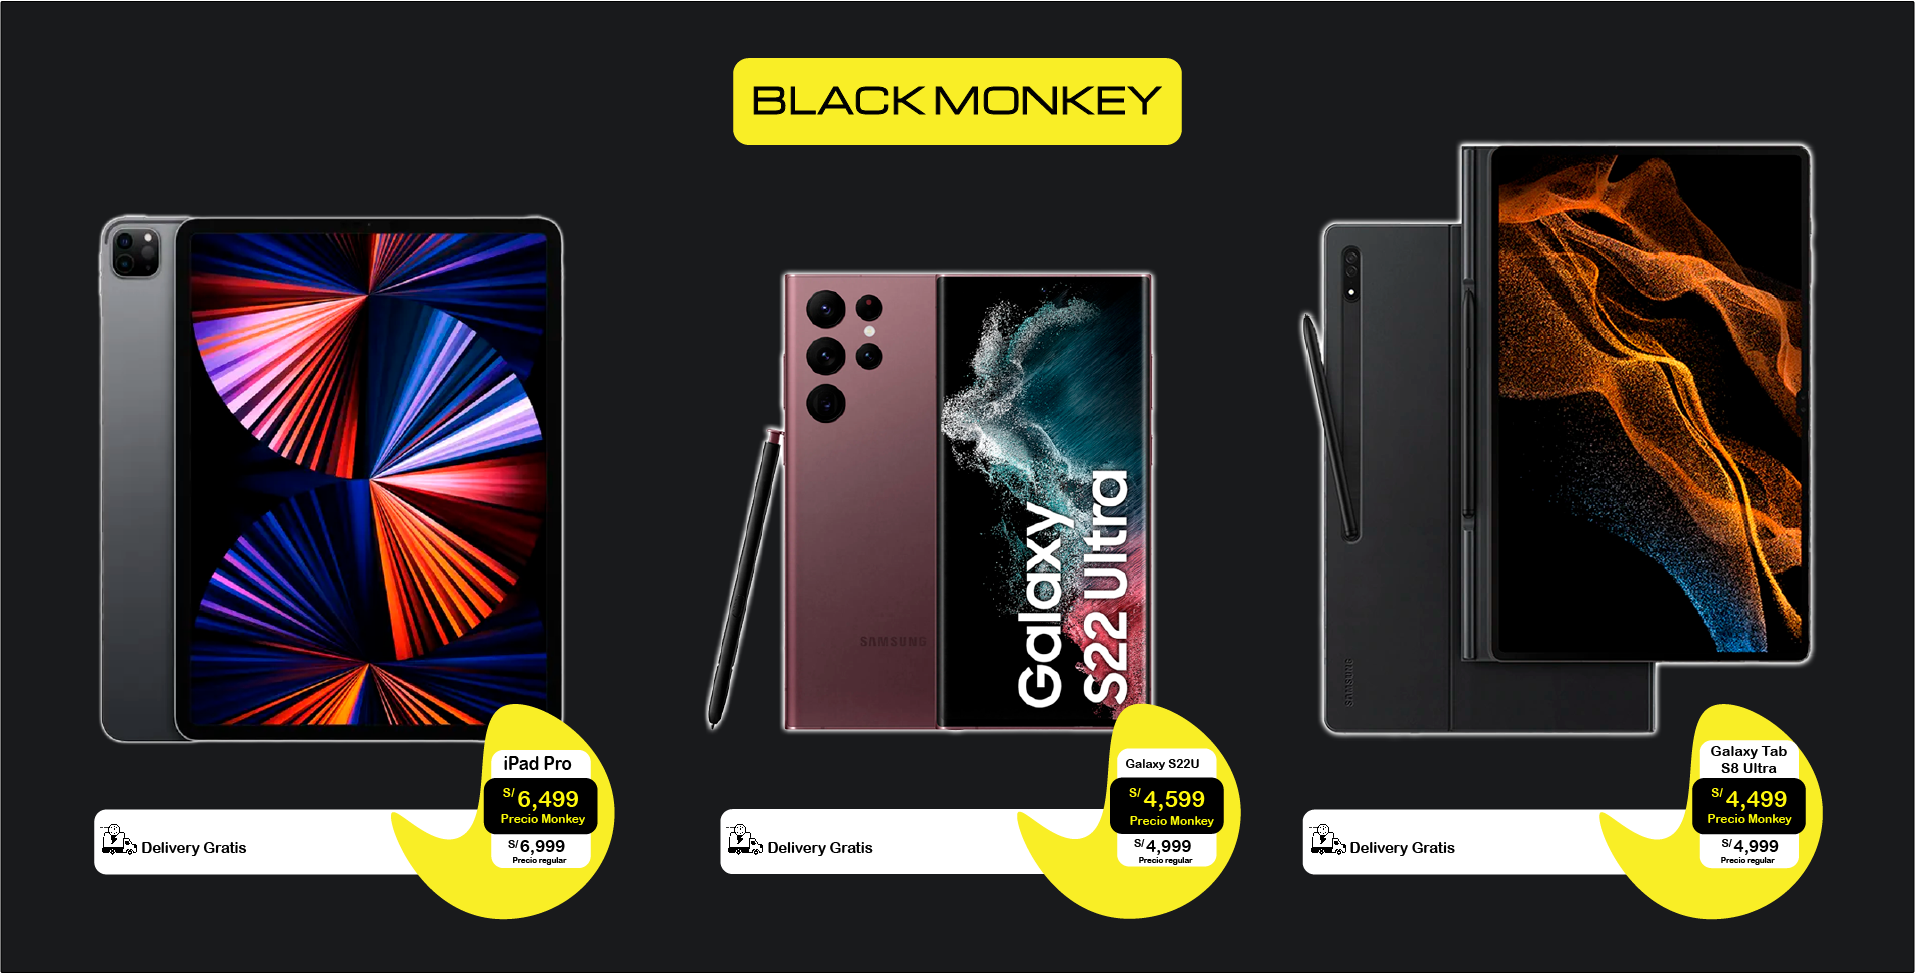 BLACK MONKEY
SAMSUNG
Galaxy
S22 Ultra
SAMSUNG
iPad Pro
S/ 6,499
Precio Monkey
S/ 6,999
Precio regular
Delivery Gratis
Galaxy S22U
S/ 4,599
Precio Monkey
S/ 4,999
Precio regular
Delivery Gratis
Galaxy Tab
S8 Ultra
S/ 4,499
Precio Monkey
S/ 4,999
Precio regular
Delivery Gratis